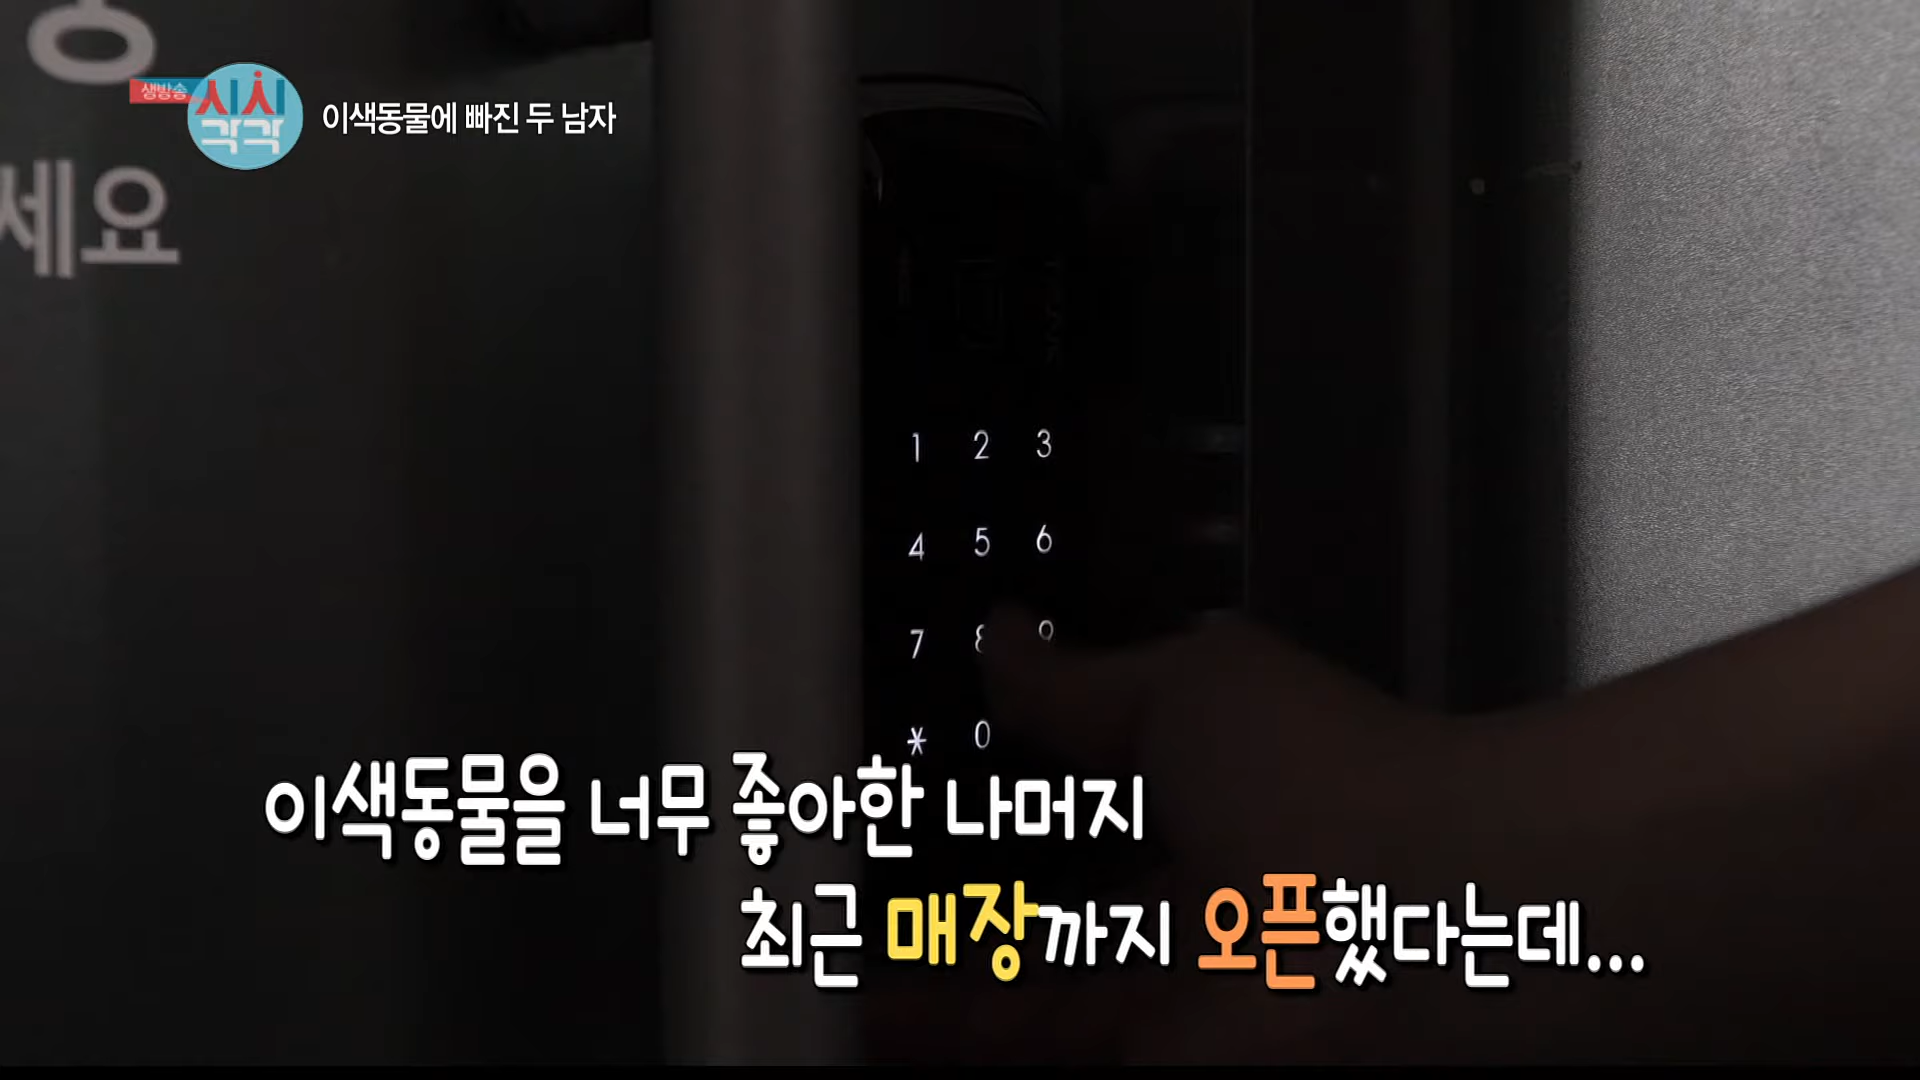 생방송
시시각각
이색동물에 빠진 두 남자
세요
1 2 3
4 5 6
7 8 9
* 0
이색동물을 너무 좋아한 나머지
최근 매장까지 오픈했다는데...